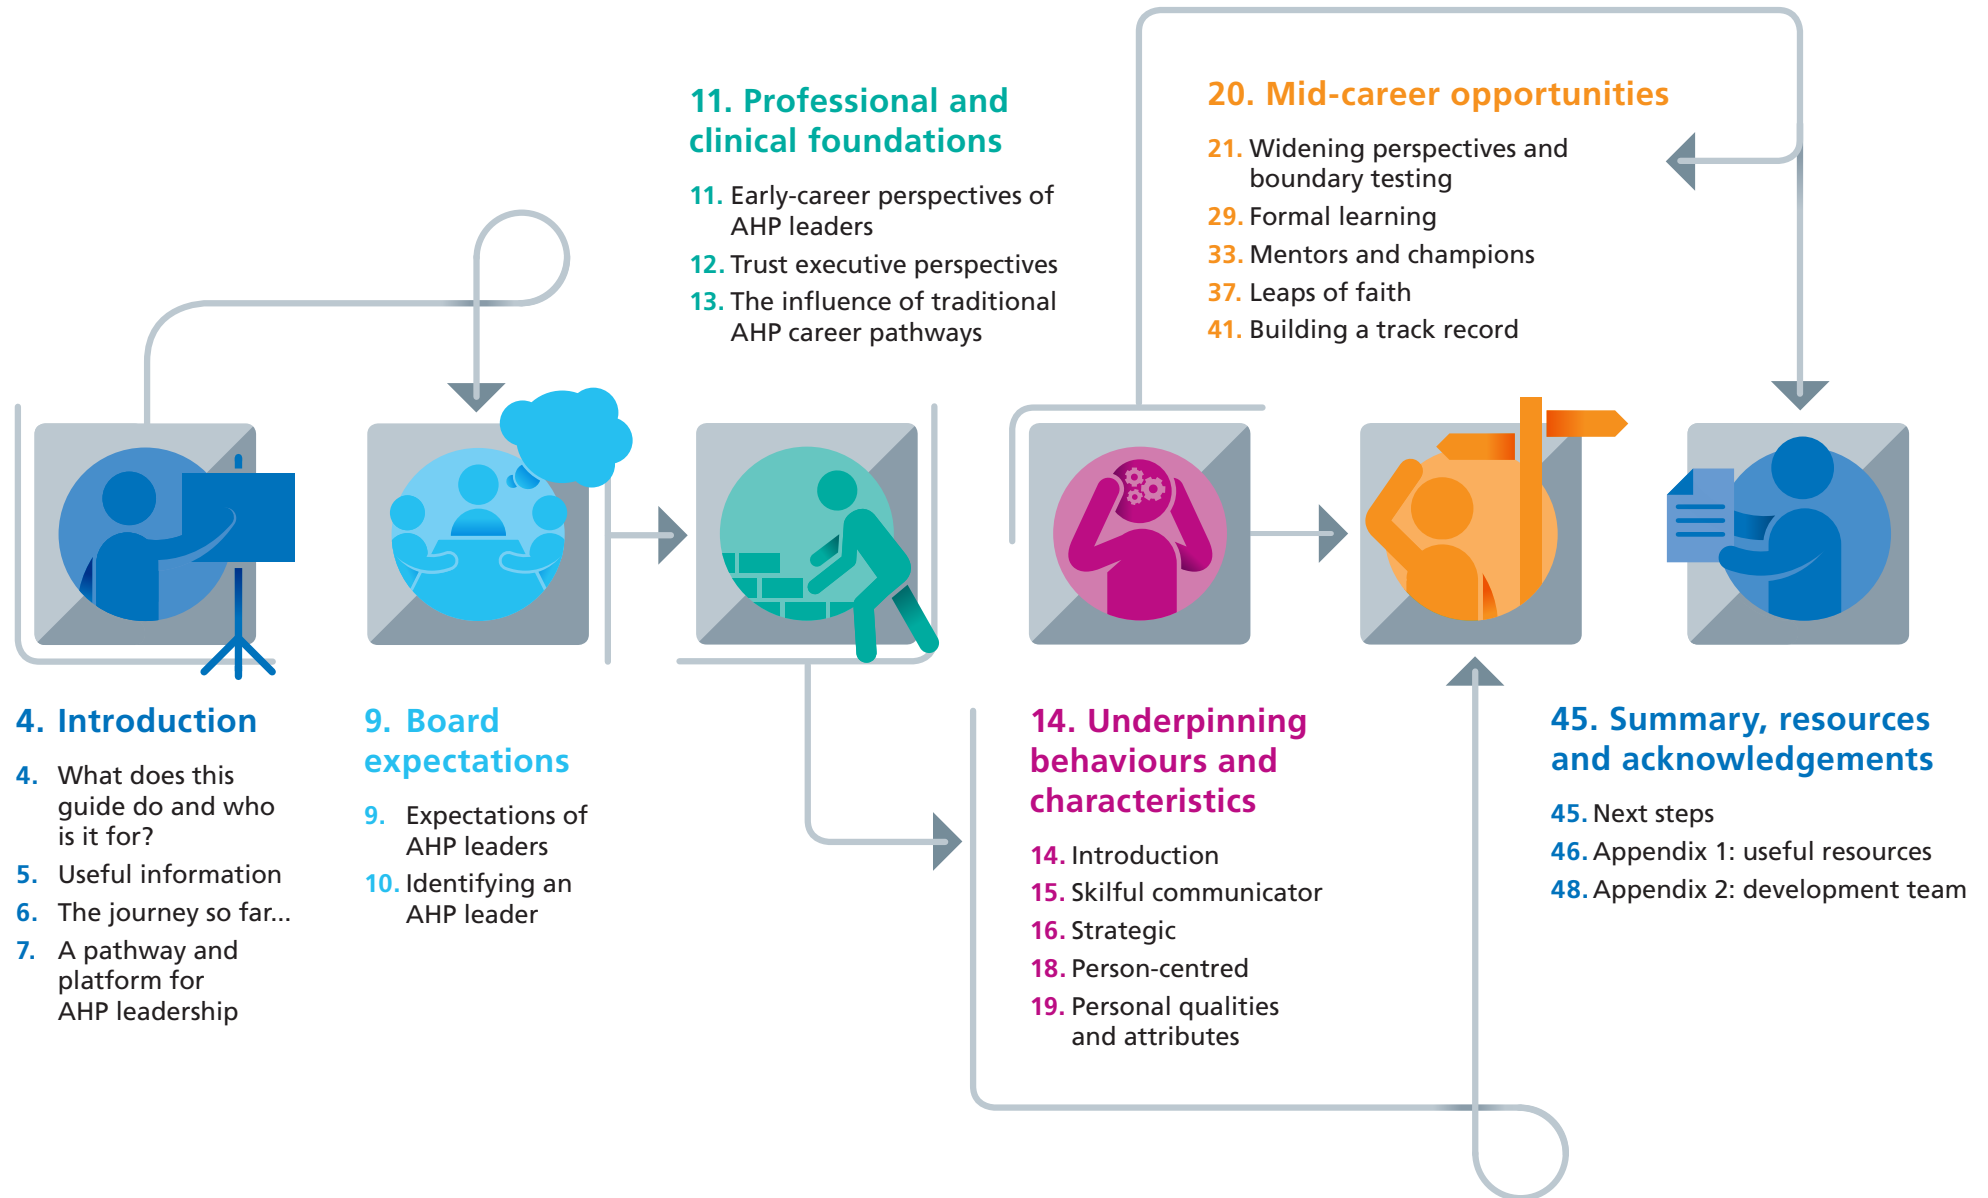 4. Introduction
4. What does this
guide do and who
is it for?
5. Useful information
6. The journey so far...
7. A pathway and
platform for
AHP leadership
9. Board
expectations
9. Expectations of
AHP leaders
10. Identifying an
AHP leader
11. Professional and
clinical foundations
11. Early-career perspectives of
AHP leaders
12. Trust executive perspectives
13. The influence of traditional
AHP career pathways
14. Underpinning
behaviours and
characteristics
14. Introduction
15. Skilful communicator
16. Strategic
18. Person-centred
19. Personal qualities
and attributes
20. Mid-career opportunities
21. Widening perspectives and
boundary testing
29. Formal learning
33. Mentors and champions
37. Leaps of faith
41. Building a track record
45. Summary, resources
and acknowledgements
45. Next steps
46. Appendix 1: useful resources
48. Appendix 2: development team